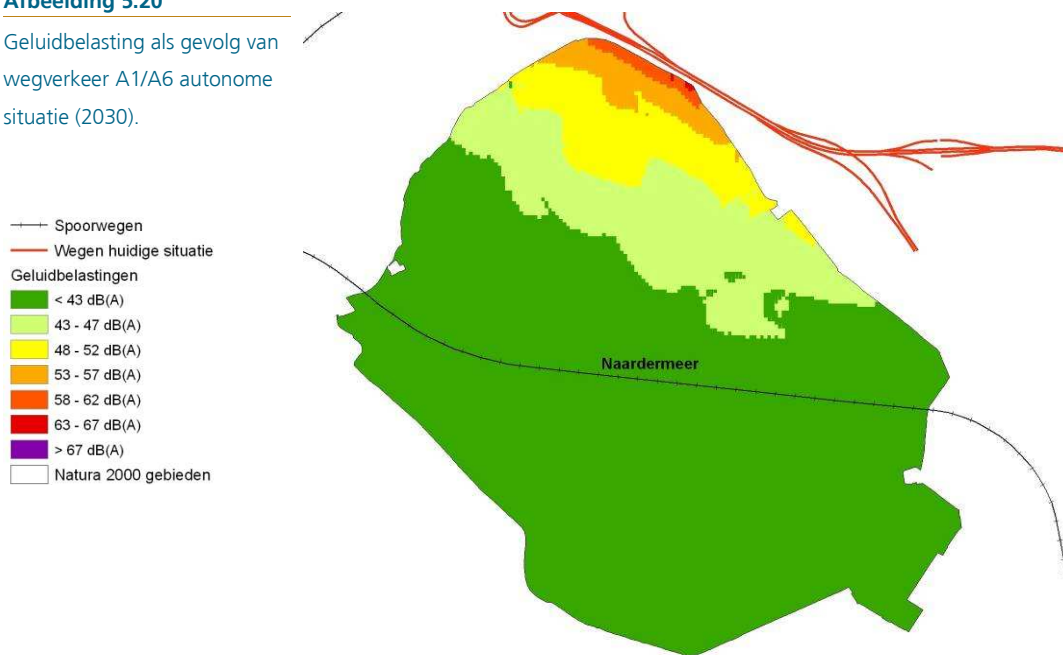 Afbeelding 5.20
Geluidbelasting als gevolg van
wegverkeer A1/A6 autonome
situatie (2030).
Spoorwegen
Wegen huidige situatie
Geluidbelastingen
< 43 dB(A)
43 - 47 dB(A)
48 - 52 dB(A)
53 - 57 dB(A)
58 - 62 dB(A)
63 - 67 dB(A)
> 67 dB(A)
Natura 2000 gebieden
Naardermeer